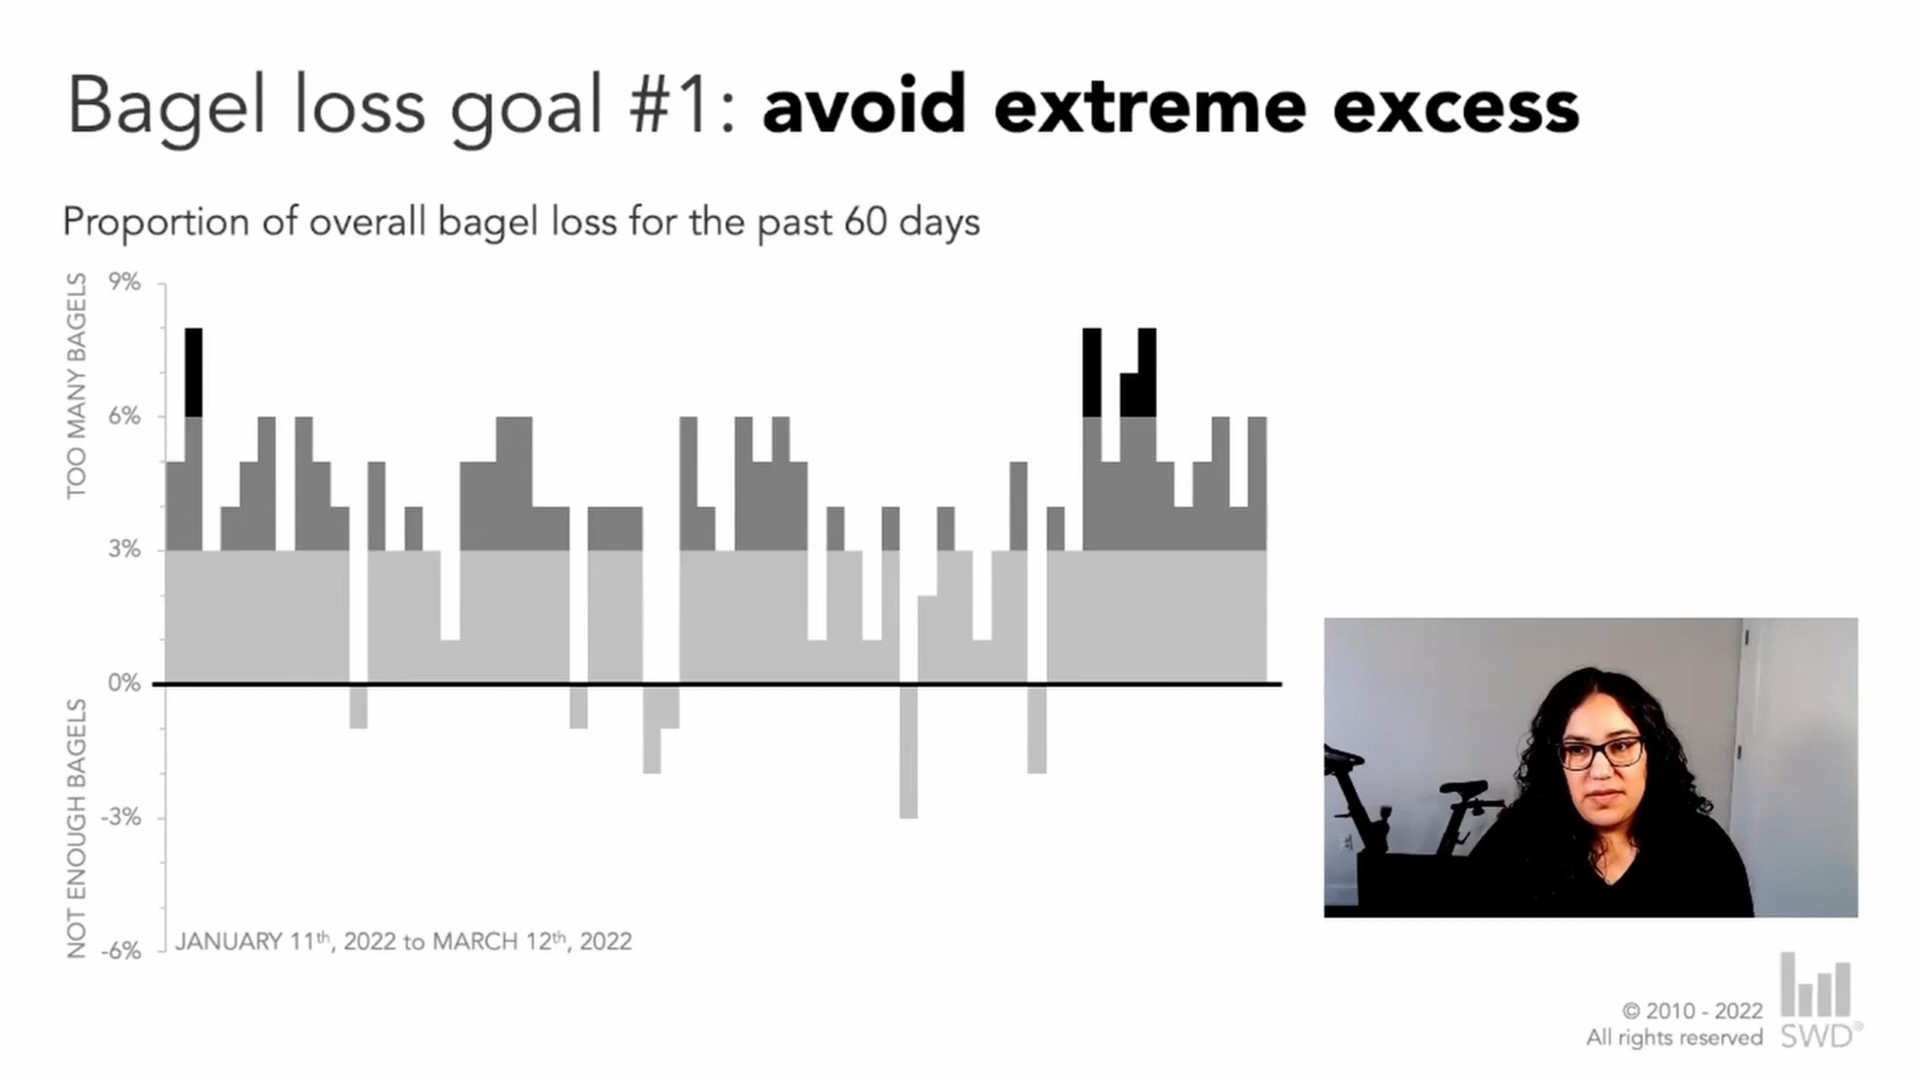 Bagel loss goal #1: avoid extreme excess
Proportion of overall bagel loss for the past 60 days
TOO MANY BAGELS
9%
6%
3%
0%
NOT ENOUGH BAGELS
-3%
-6%
JANUARY 11th, 2022 to MARCH 12th, 2022
© 2010 - 2022
All rights reserved
SWD®